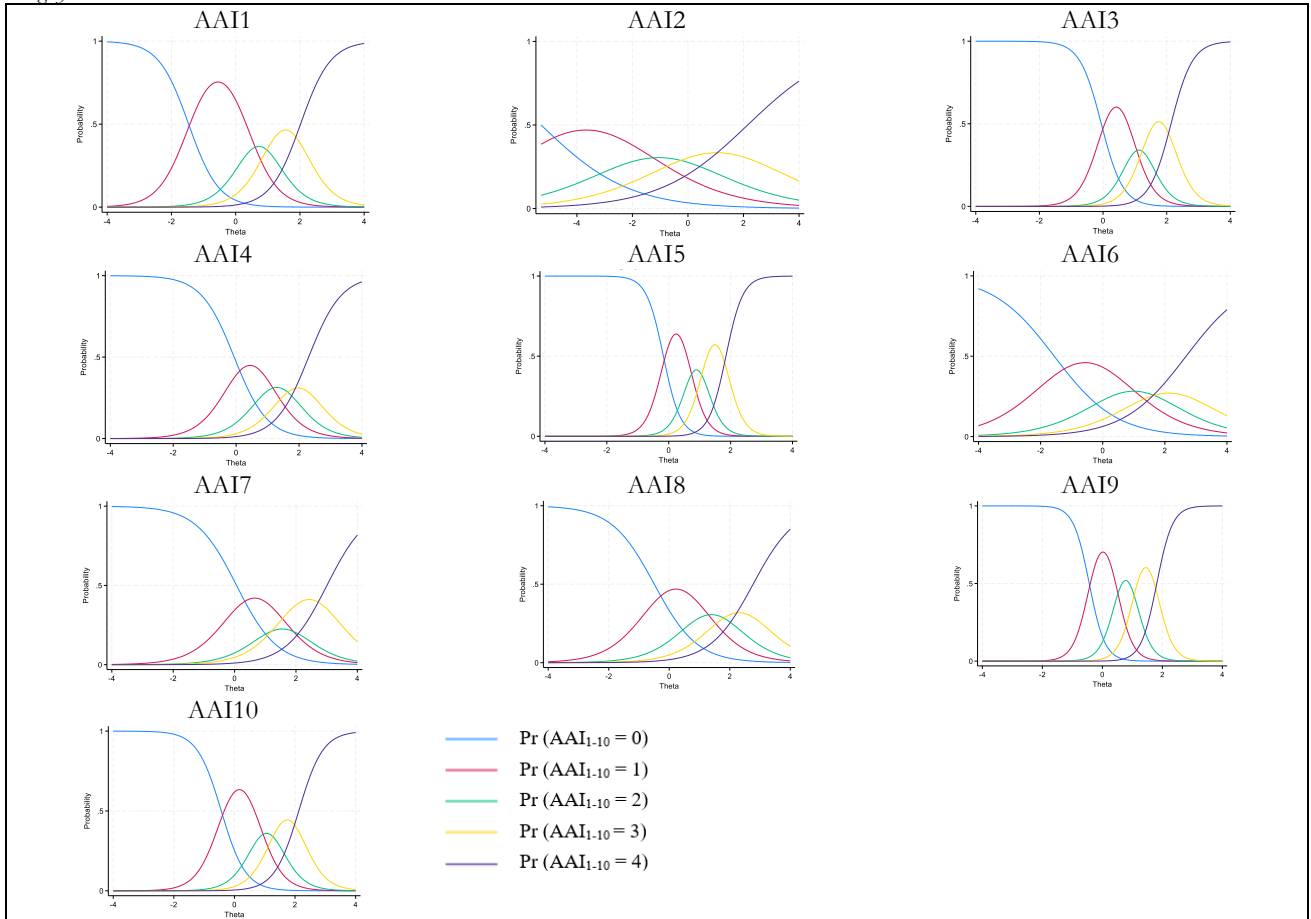 AAI1 AAI2 AAI3
1 1 1
Probability .5 Probability .5 Probability .5
0 0 0
-4 -2 0 2 4 -4 -2 0 2 4 -4 -2 0 2 4
Theta Theta Theta
AAI4 AAI5 AAI6
1 1 1
Probability .5 Probability .5 Probability .5
0 0 0
-4 -2 0 2 4 -4 -2 0 2 4 -4 -2 0 2 4
Theta Theta Theta
AAI7 AAI8 AAI9
1 1 1
Probability .5 Probability .5 Probability .5
0 0 0
-4 -2 0 2 4 -4 -2 0 2 4 -4 -2 0 2 4
Theta Theta Theta
AAI10
1
Probability .5
0
-4 -2 0 2 4
Theta
Pr (AAI1-10 = 0)
Pr (AAI1-10 = 1)
Pr (AAI1-10 = 2)
Pr (AAI1-10 = 3)
Pr (AAI1-10 = 4)